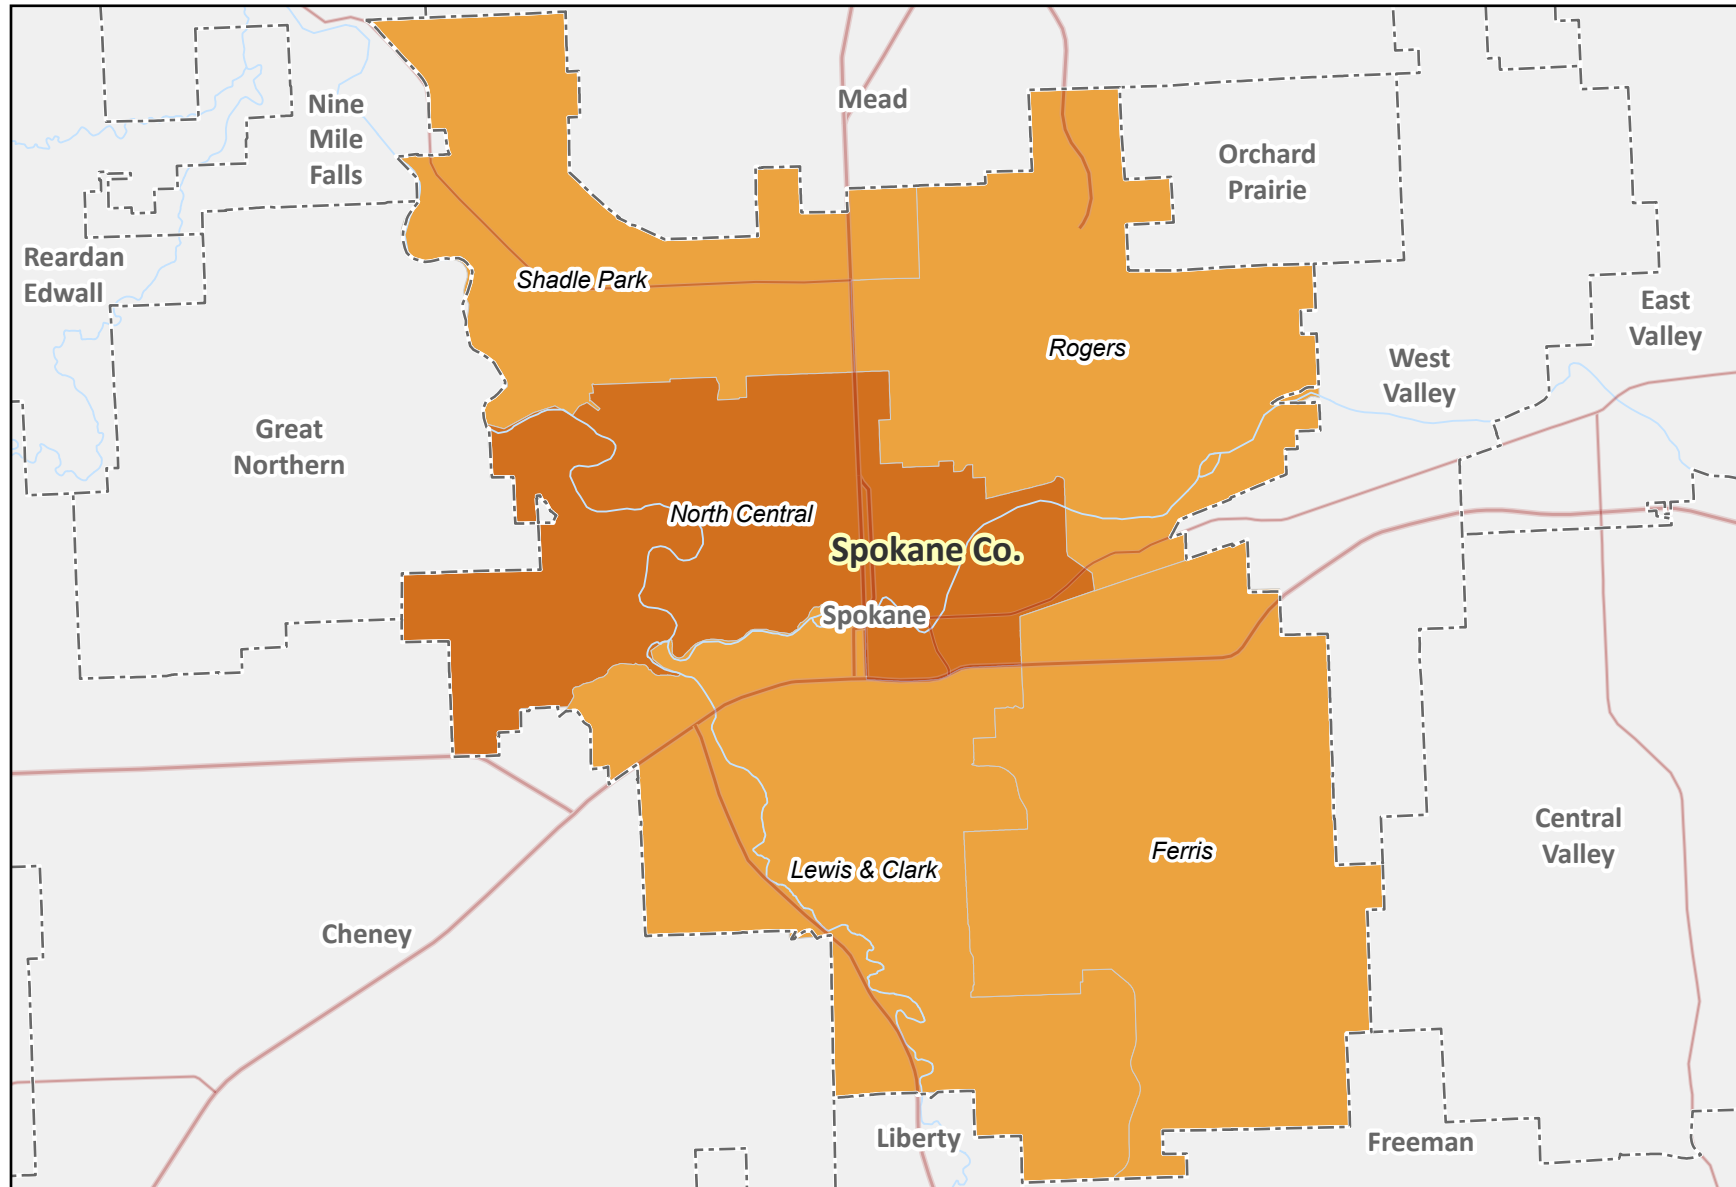 Nine
Mile
Falls
Mead
Orchard
Prairie
Reardan
Edwall
Shadle Park
East
Valley
Rogers
West
Valley
Great
Northern
North Central
Spokane Co.
Spokane
Central
Valley
Lewis & Clark
Ferris
Cheney
Liberty
Freeman